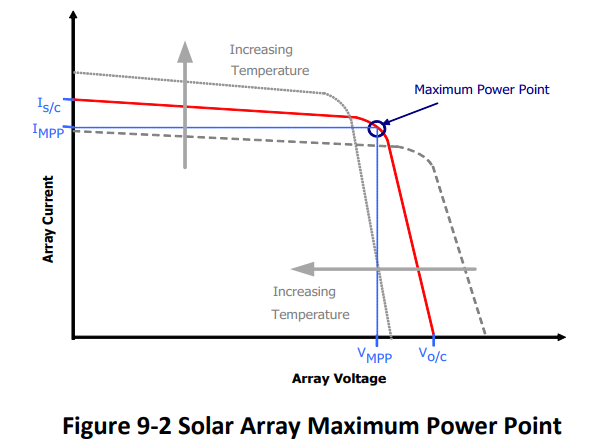 Increasing
Temperature
Maximum Power Point
Is/c
IMPP
Array Current
Increasing
Temperature
VMPP
Vo/c
Array Voltage
Figure 9-2 Solar Array Maximum Power Point